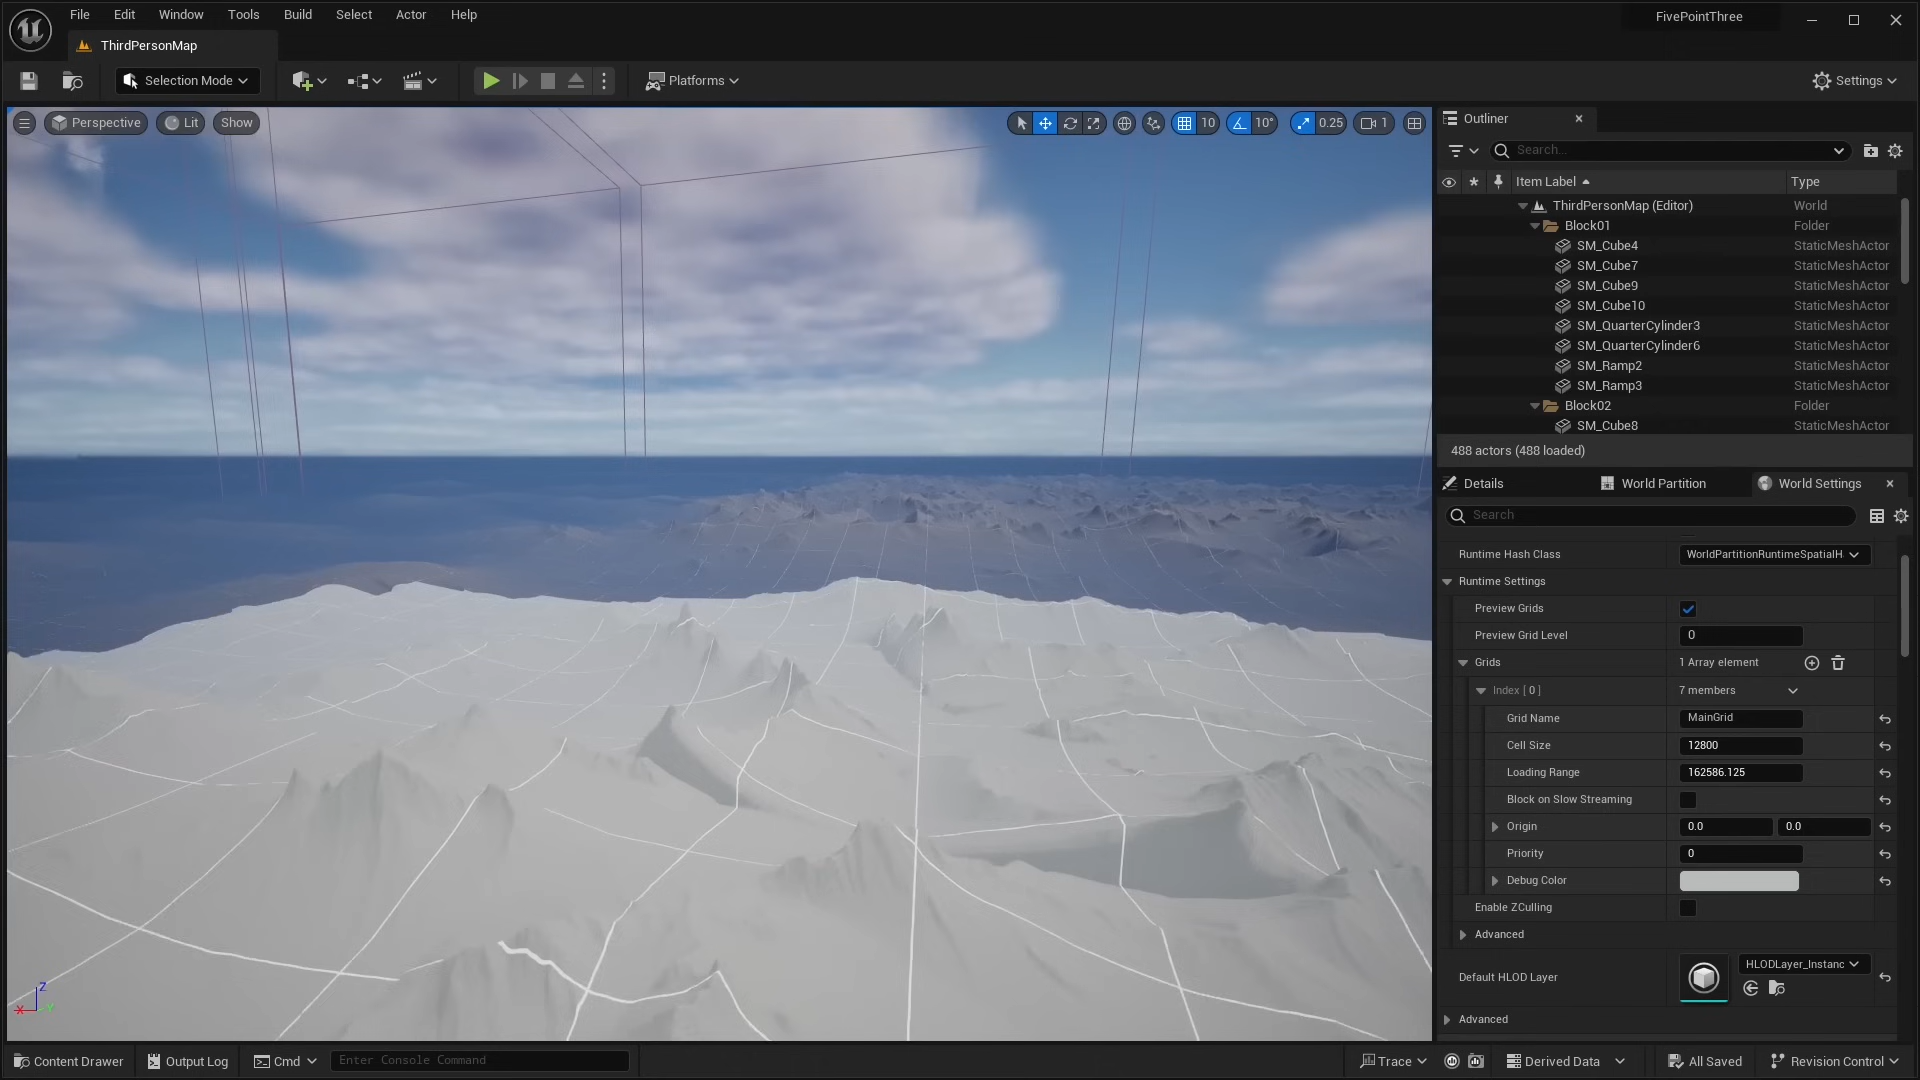 File Edit Window Tools Build Select Actor Help
FivePointThree
ThirdPersonMap
Selection Mode
Platforms
Settings
Perspective Lit Show
10 10° 0.25 1
Outliner
Search...
Item Label Type
ThirdPersonMap (Editor) World
Block01 Folder
SM_Cube4 StaticMeshActor
SM_Cube7 StaticMeshActor
SM_Cube9 StaticMeshActor
SM_Cube10 StaticMeshActor
SM_QuarterCylinder3 StaticMeshActor
SM_QuarterCylinder6 StaticMeshActor
SM_Ramp2 StaticMeshActor
SM_Ramp3 StaticMeshActor
Block02 Folder
SM_Cube8 StaticMeshActor
488 actors (488 loaded)
Details World Partition World Settings
Search
Runtime Hash Class WorldPartitionRuntimeSpatialH
Runtime Settings
Preview Grids
Preview Grid Level 0
Grids 1 Array element
Index [ 0 ] 7 members
Grid Name MainGrid
Cell Size 12800
Loading Range 162586.125
Block on Slow Streaming
Origin 0.0 0.0
Priority 0
Debug Color
Enable ZCulling
Advanced
Default HLOD Layer HLODLayer_Instanc
Advanced
Z
X Y
Content Drawer Output Log Cmd Enter Console Command Trace Derived Data All Saved Revision Control